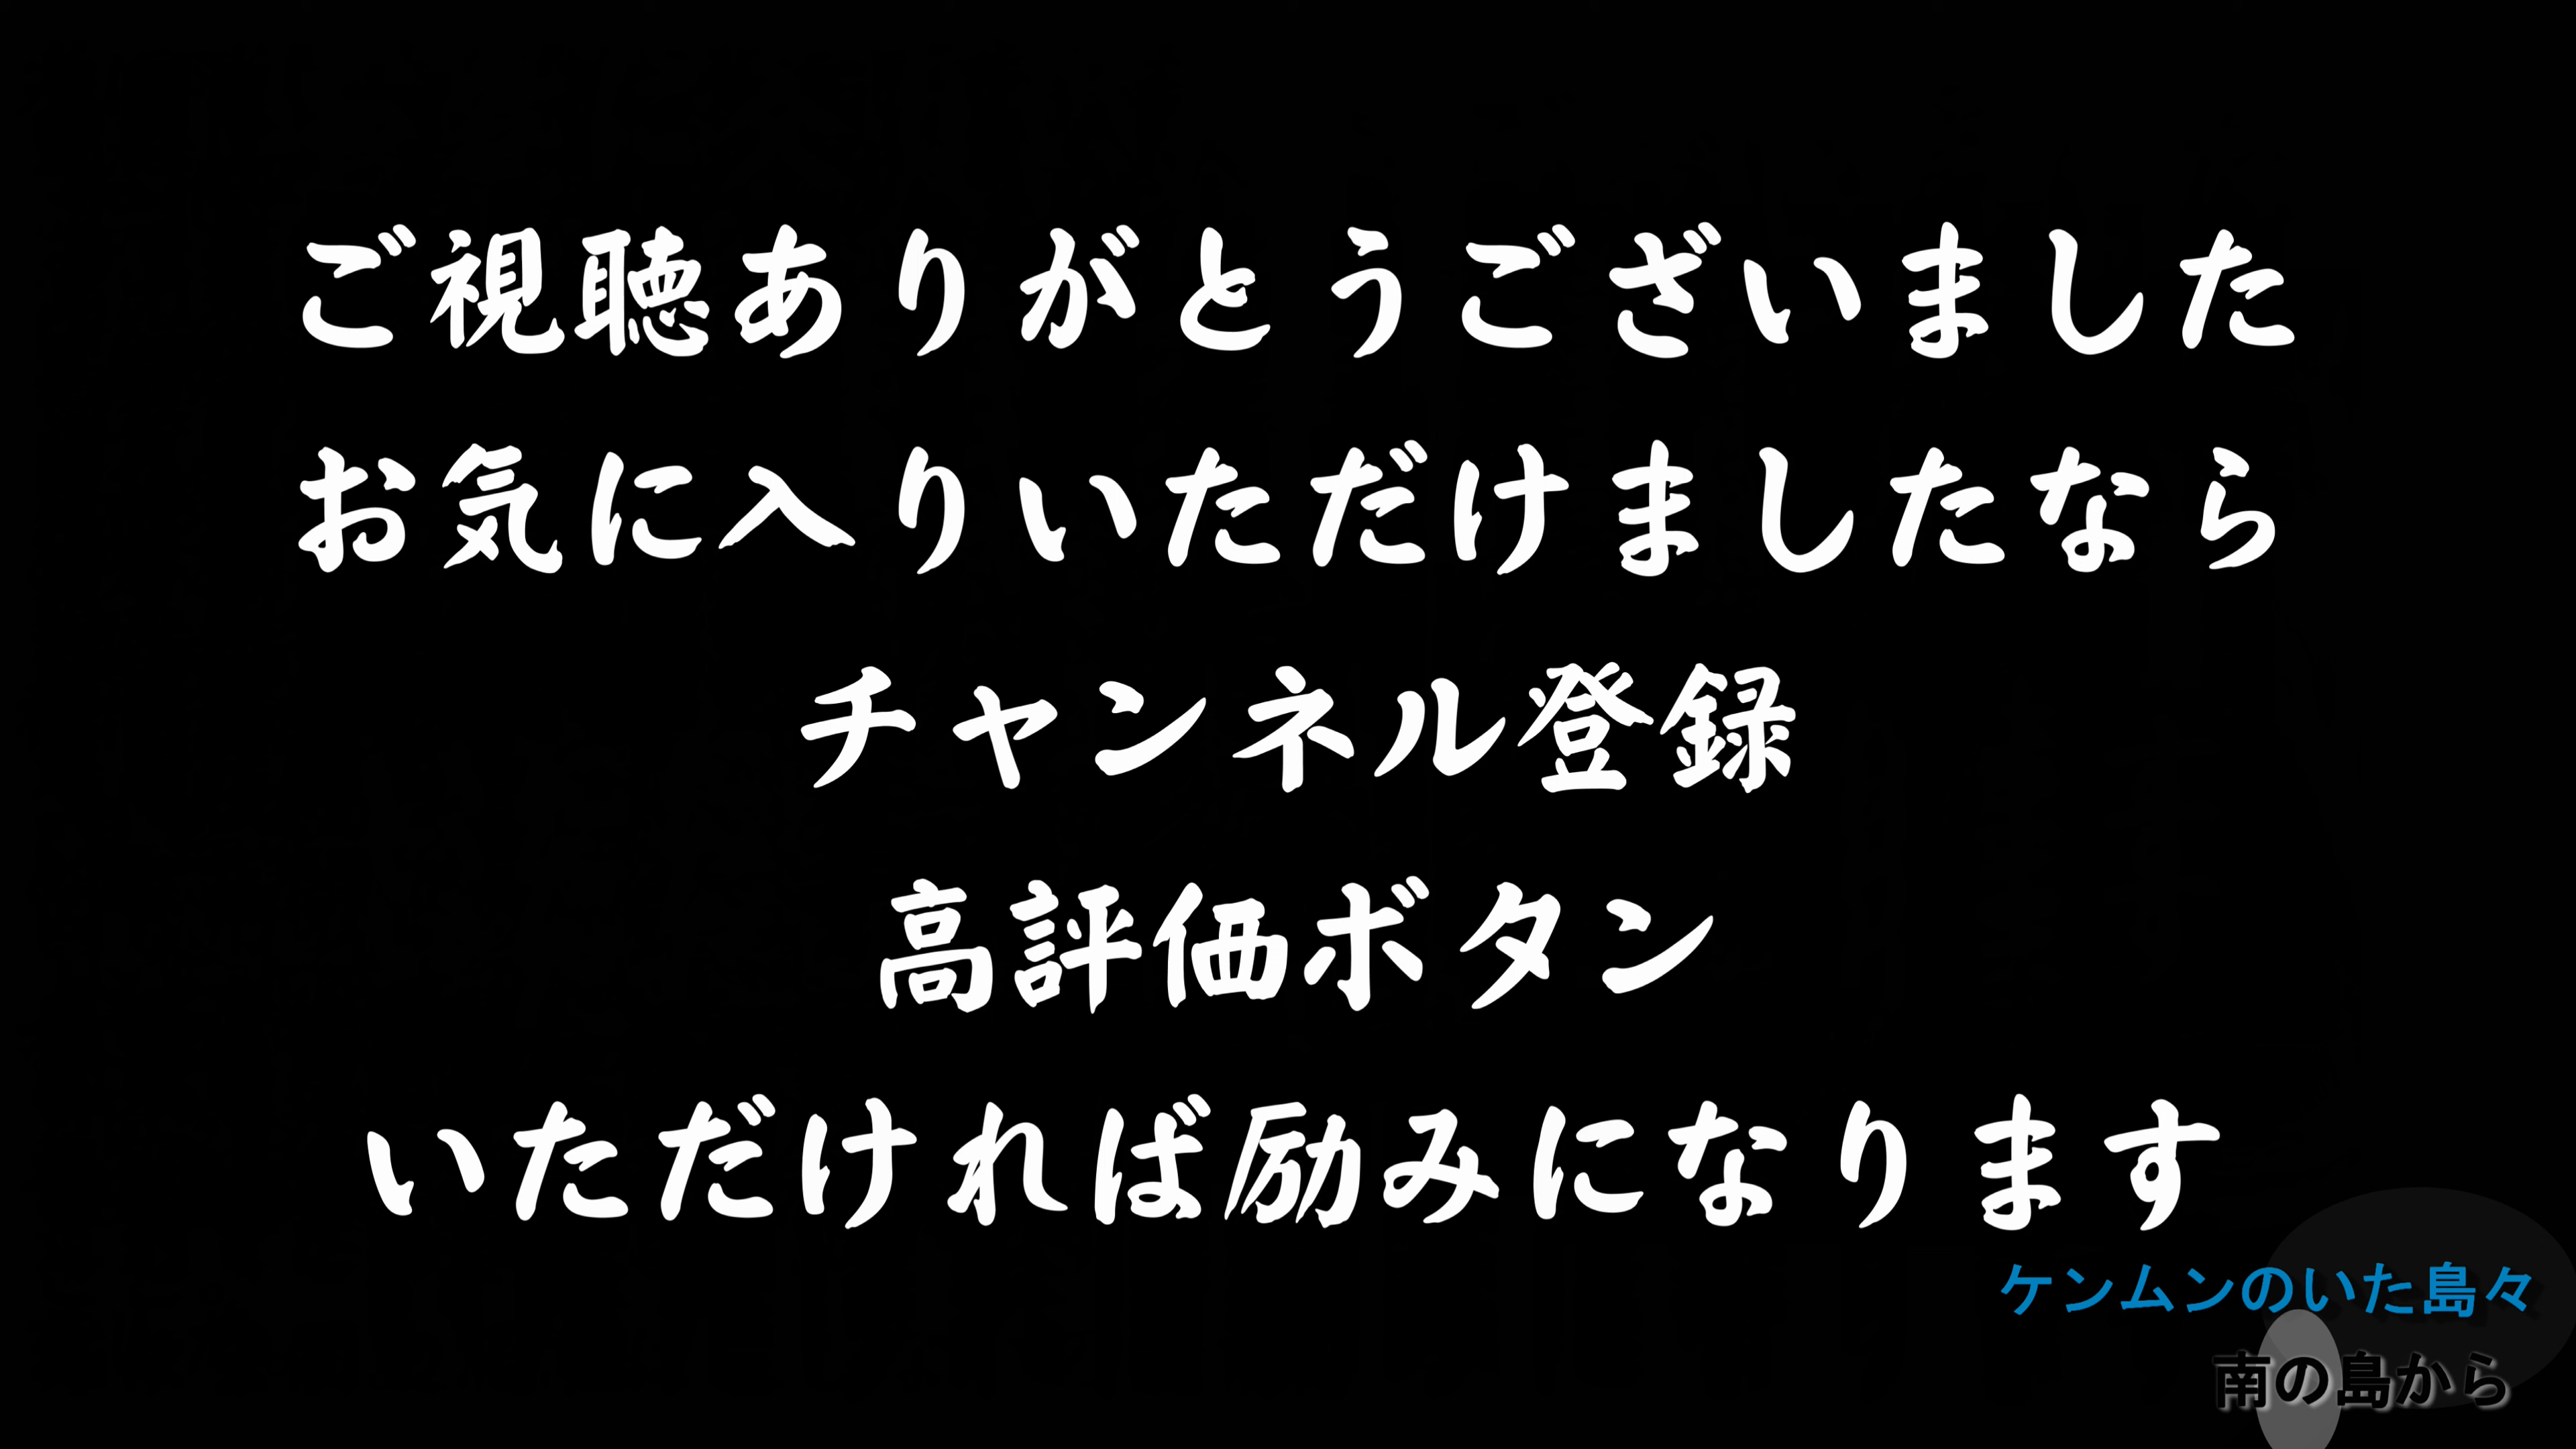 ご視聴ありがとうございました
お気に入りいただけましたなら
チャンネル登録
高評価ボタン
いただければ励みになります
ケンムンのいた島々
南の島から